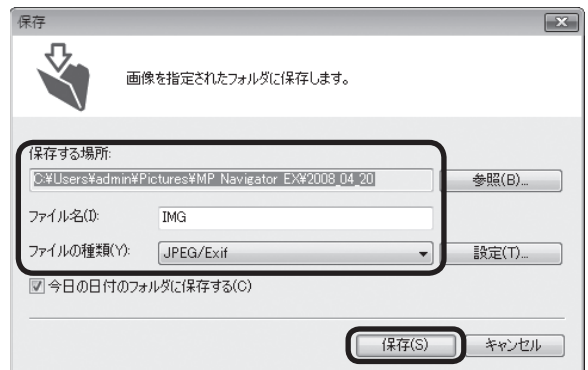 保存
画像を指定されたフォルダに保存します。
保存する場所:
C:¥Users¥admin¥Pictures¥MP Navigator EX¥2008_04_20
参照(B)...
ファイル名(I):
IMG
ファイルの種類(Y):
JPEG/Exif
設定(T)...
今日の日付のフォルダに保存する(C)
保存(S)
キャンセル